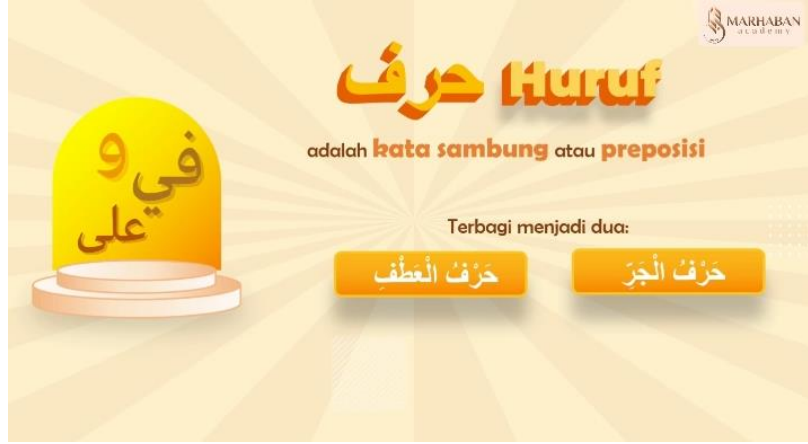 MARHABAN
academy
حرف Huruf
adalah kata sambung atau preposisi
و
في
على
Terbagi menjadi dua:
حَرْفُ الْعَطْفِ
حَرْفُ الْجَرِّ